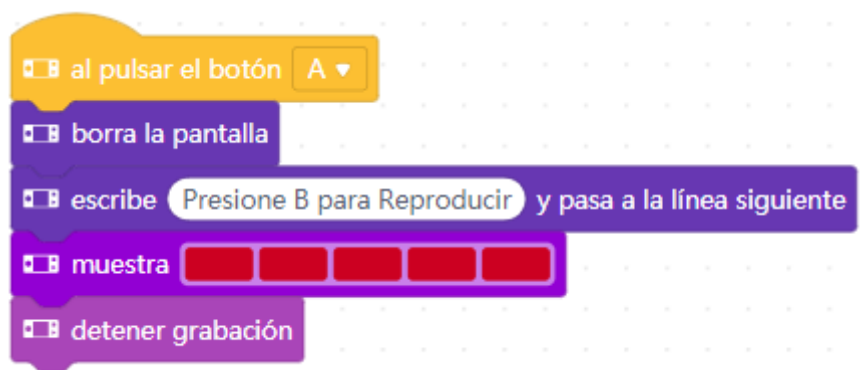 al pulsar el botón A
borra la pantalla
escribe Presione B para Reproducir y pasa a la línea siguiente
muestra
detener grabación